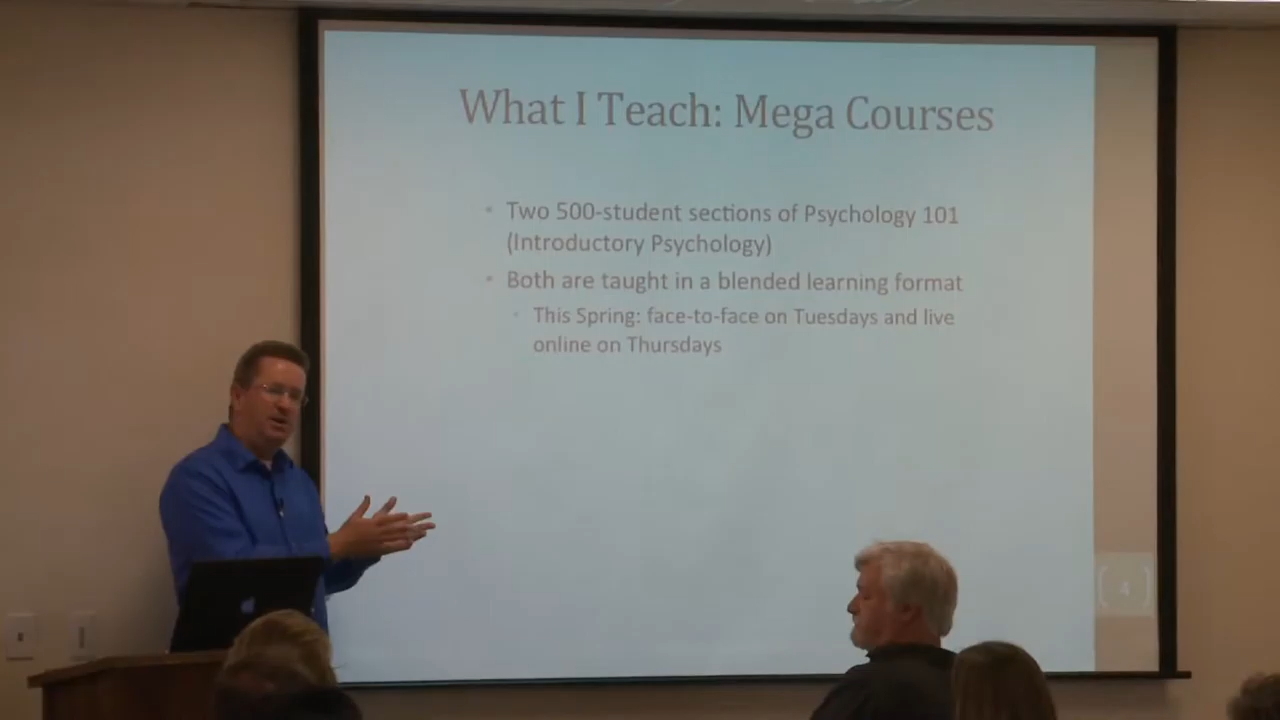 What I Teach: Mega Courses
• Two 500-student sections of Psychology 101
(Introductory Psychology)
• Both are taught in a blended learning format
• This Spring: face-to-face on Tuesdays and live
online on Thursdays
4